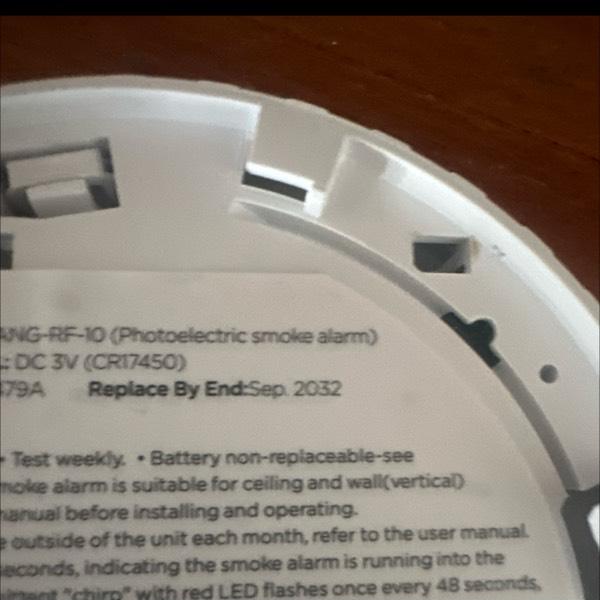 ANG-RF-10 (Photoelectric smoke alarm)
.: DC 3V (CR17450)
79A Replace By End:Sep. 2032
• Test weekly. • Battery non-replaceable-see
moke alarm is suitable for ceiling and wall(vertical)
manual before installing and operating.
e outside of the unit each month, refer to the user manual.
econds, indicating the smoke alarm is running into the
"chirp" with red LED flashes once every 48 seconds,